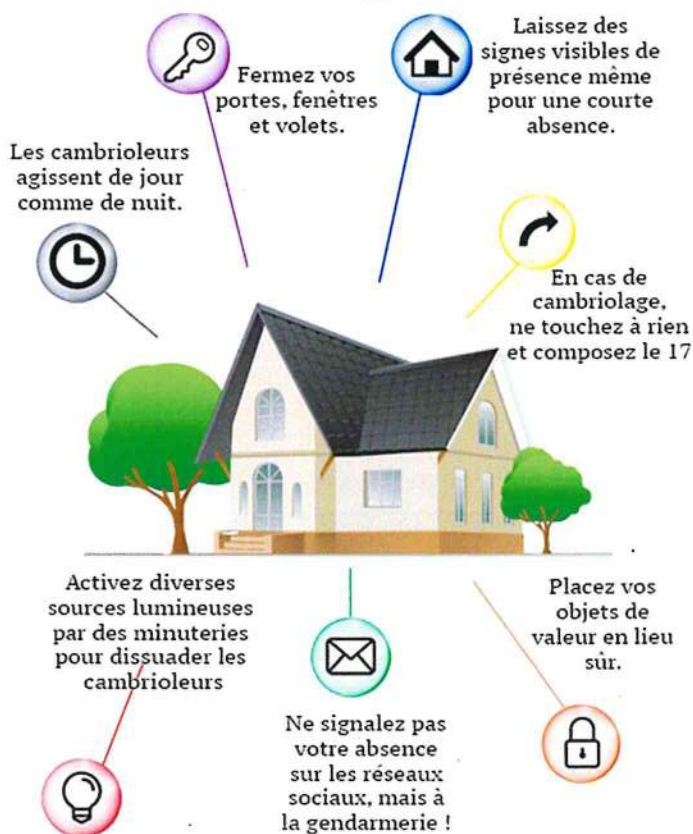 Fermez vos
portes, fenêtres
et volets.
Laissez des
signes visibles de
présence même
pour une courte
absence.
Les cambrioleurs
agissent de jour
comme de nuit.
En cas de
cambriolage,
ne touchez à rien
et composez le 17
Activez diverses
sources lumineuses
par des minuteries
pour dissuader les
cambrioleurs
Ne signalez pas
votre absence
sur les réseaux
sociaux, mais à
la gendarmerie !
Placez vos
objets de
valeur en lieu
sûr.